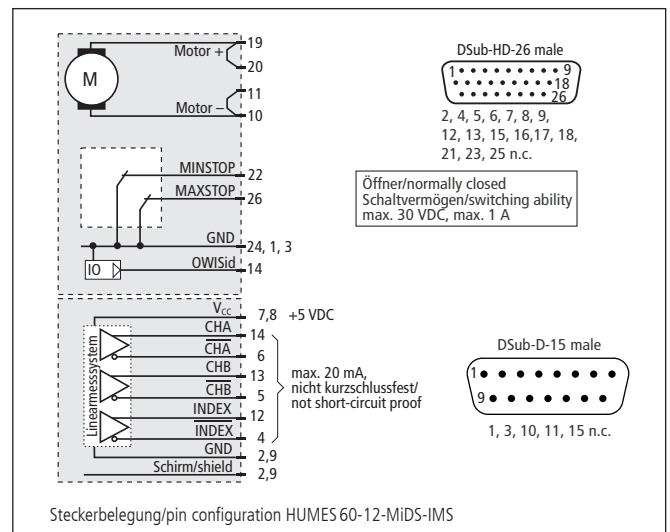 19
Motor +
20
M
11
Motor –
10
MINSTOP
22
MAXSTOP
26
GND
24, 1, 3
IO
OWISid
14
DSub-HD-26 male
1
9
18
26
2, 4, 5, 6, 7, 8, 9,
12, 13, 15, 16,17, 18,
21, 23, 25 n.c.
Öffner/normally closed
Schaltvermögen/switching ability
max. 30 VDC, max. 1 A
Linearmesssystem
VCC
7,8 +5 VDC
CHA
14
CHA
6
CHB
13
CHB
5
INDEX
12
INDEX
4
GND
2,9
Schirm/shield
2,9
max. 20 mA,
nicht kurzschlussfest/
not short-circuit proof
DSub-D-15 male
1
9
1, 3, 10, 11, 15 n.c.
Steckerbelegung/pin configuration HUMES 60-12-MiDS-IMS